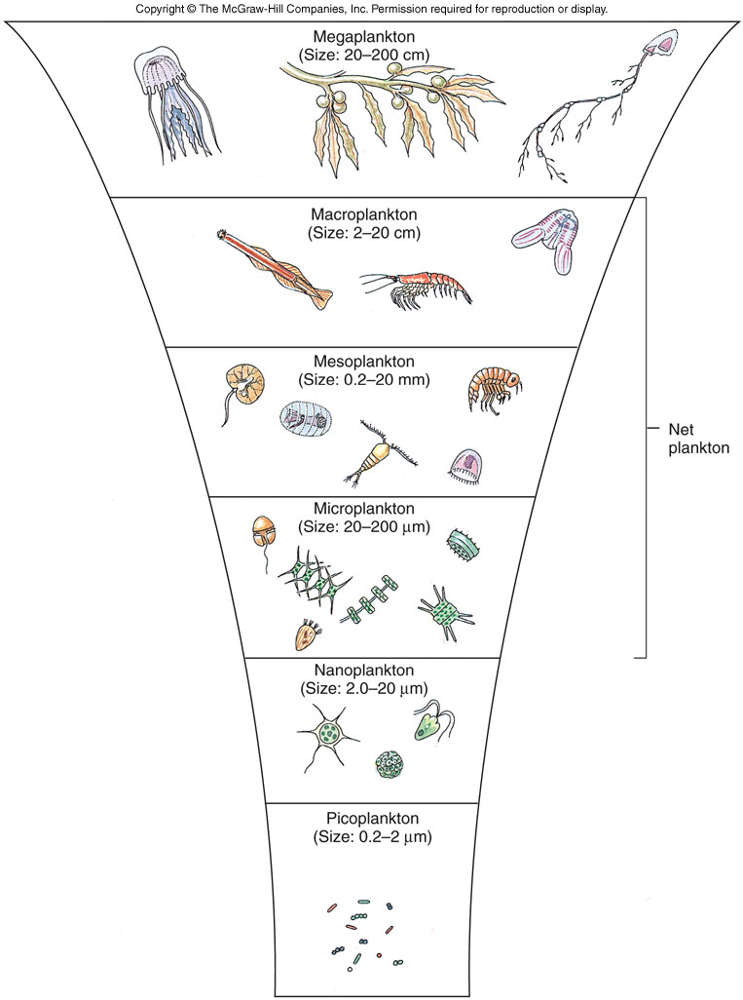 Copyright © The McGraw-Hill Companies, Inc. Permission required for reproduction or display.
Megaplankton
(Size: 20–200 cm)
Macroplankton
(Size: 2–20 cm)
Mesoplankton
(Size: 0.2–20 mm)
Net
plankton
Microplankton
(Size: 20–200 μm)
Nanoplankton
(Size: 2.0–20 μm)
Picoplankton
(Size: 0.2–2 μm)